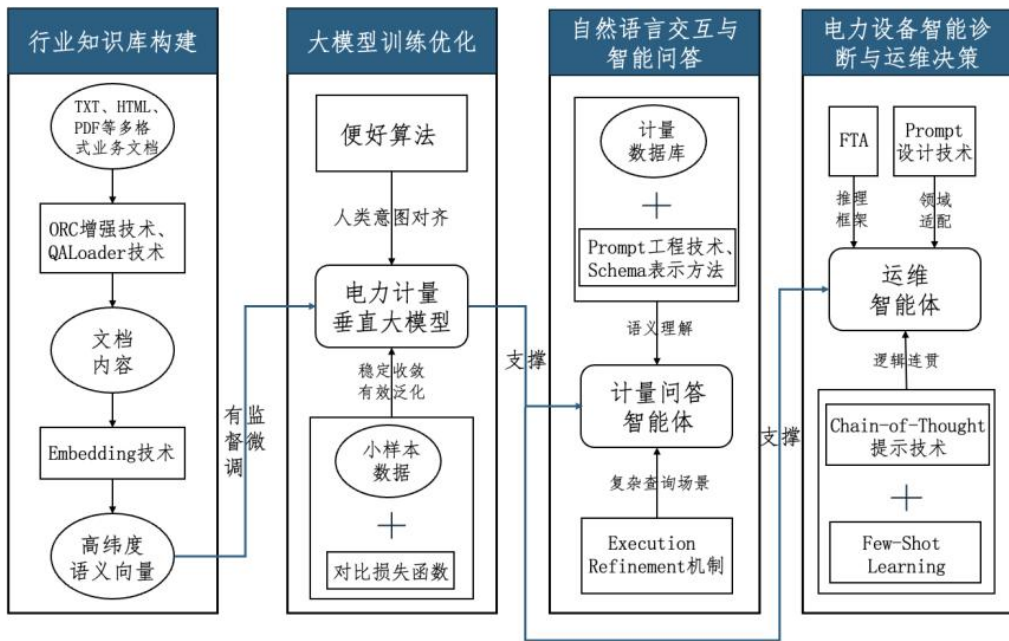 行业知识库构建
TXT、HTML、
PDF等多格
式业务文档
ORC增强技术、
QALoader技术
文档
内容
Embedding技术
高纬度
语义向量
有监
督微
调
大模型训练优化
便好算法
人类意图对齐
电力计量
垂直大模型
稳定收敛
有效泛化
小样本
数据
+
对比损失函数
支撑
自然语言交互与
智能问答
计量
数据库
+
Prompt工程技术、
Schema表示方法
语义理解
计量问答
智能体
复杂查询场景
Execution
Refinement机制
支撑
电力设备智能诊
断与运维决策
FTA
Prompt
设计技术
推理
框架
领域
适配
运维
智能体
逻辑连贯
Chain-of-Thought
提示技术
+
Few-Shot
Learning